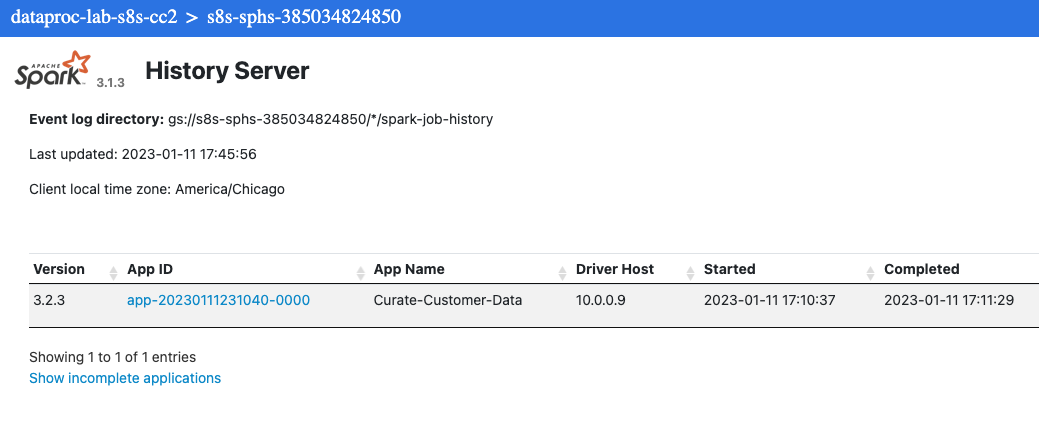 dataproc-lab-s8s-cc2 > s8s-sphs-385034824850
APACHE Spark 3.1.3 History Server
Event log directory: gs://s8s-sphs-385034824850/*/spark-job-history
Last updated: 2023-01-11 17:45:56
Client local time zone: America/Chicago
Version App ID App Name Driver Host Started Completed
3.2.3 app-20230111231040-0000 Curate-Customer-Data 10.0.0.9 2023-01-11 17:10:37 2023-01-11 17:11:29
Showing 1 to 1 of 1 entries
Show incomplete applications